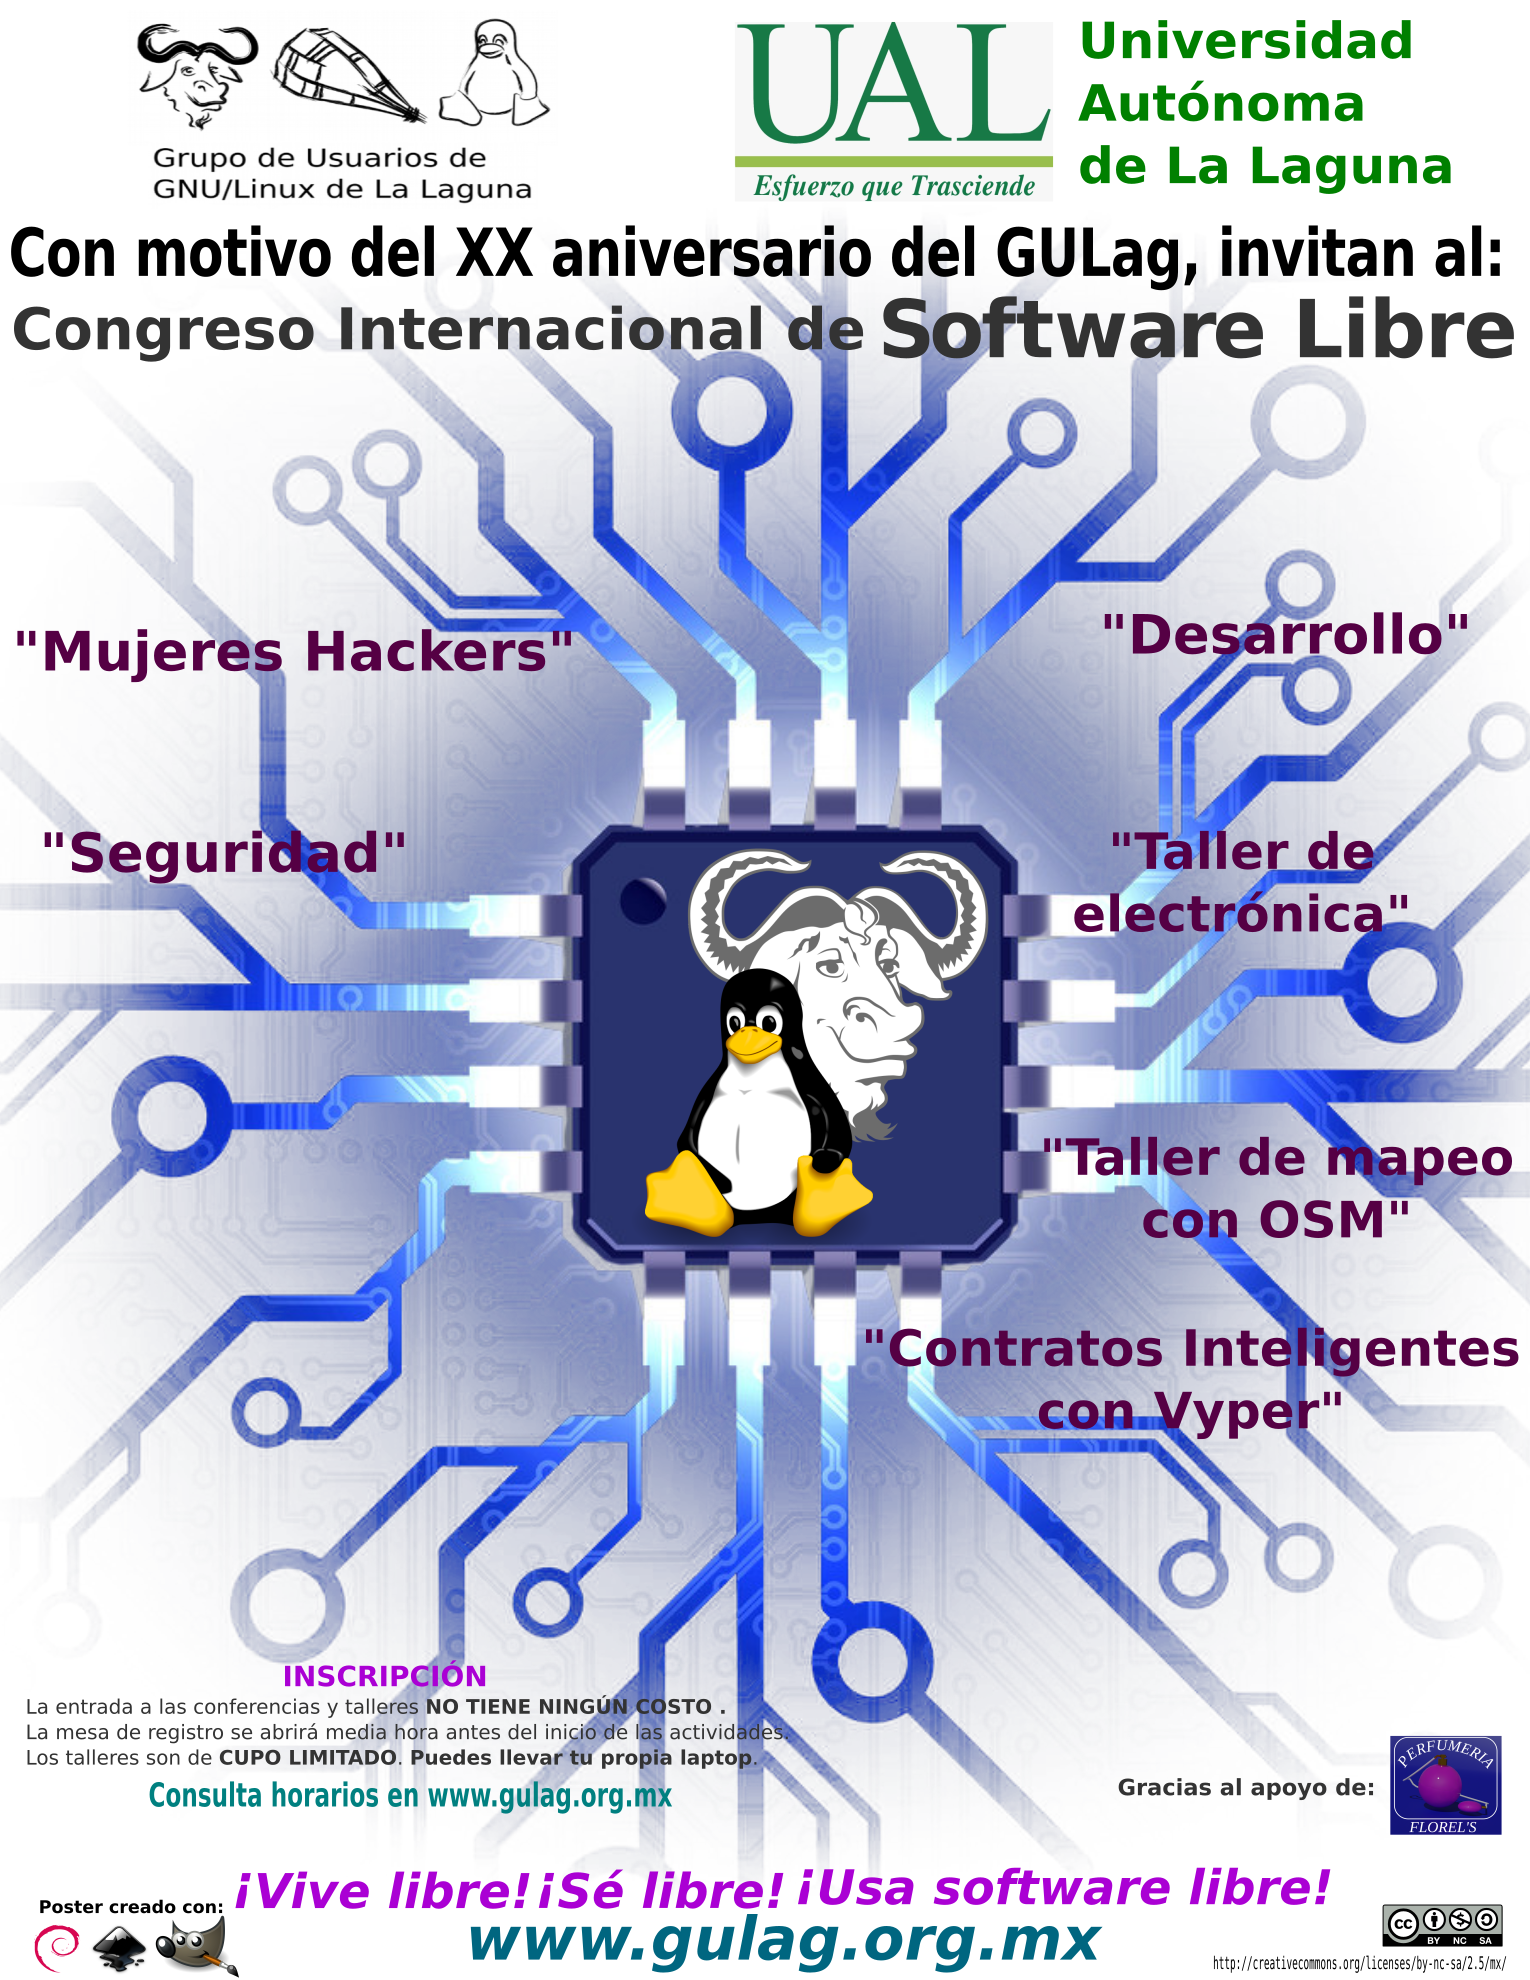 Grupo de Usuarios de
GNU/Linux de La Laguna
UAL
Esfuerzo que Trasciende
Universidad
Autónoma
de La Laguna
Con motivo del XX aniversario del GULag, invitan al:
Congreso Internacional de Software Libre
"Mujeres Hackers"
"Desarrollo"
"Seguridad"
"Taller de
electrónica"
"Taller de mapeo
con OSM"
"Contratos Inteligentes
con Vyper"
INSCRIPCIÓN
La entrada a las conferencias y talleres NO TIENE NINGÚN COSTO .
La mesa de registro se abrirá media hora antes del inicio de las actividades.
Los talleres son de CUPO LIMITADO. Puedes llevar tu propia laptop.
Consulta horarios en www.gulag.org.mx
Gracias al apoyo de:
PERFUMERIA
FLOREL'S
¡Vive libre! ¡Sé libre! ¡Usa software libre!
Poster creado con:
www.gulag.org.mx
cc
BY NC SA
http://creativecommons.org/licenses/by-nc-sa/2.5/mx/